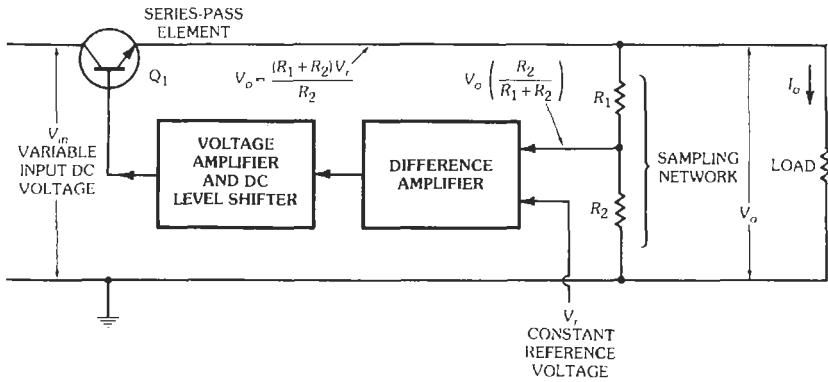 SERIES-PASS
ELEMENT
Q1
Vo = (R1 + R2) Vr / R2
Vo (R2 / R1 + R2)
R1
Io
Vin
VARIABLE
INPUT DC
VOLTAGE
VOLTAGE
AMPLIFIER
AND DC
LEVEL SHIFTER
DIFFERENCE
AMPLIFIER
SAMPLING
NETWORK
LOAD
R2
Vo
Vr
CONSTANT
REFERENCE
VOLTAGE